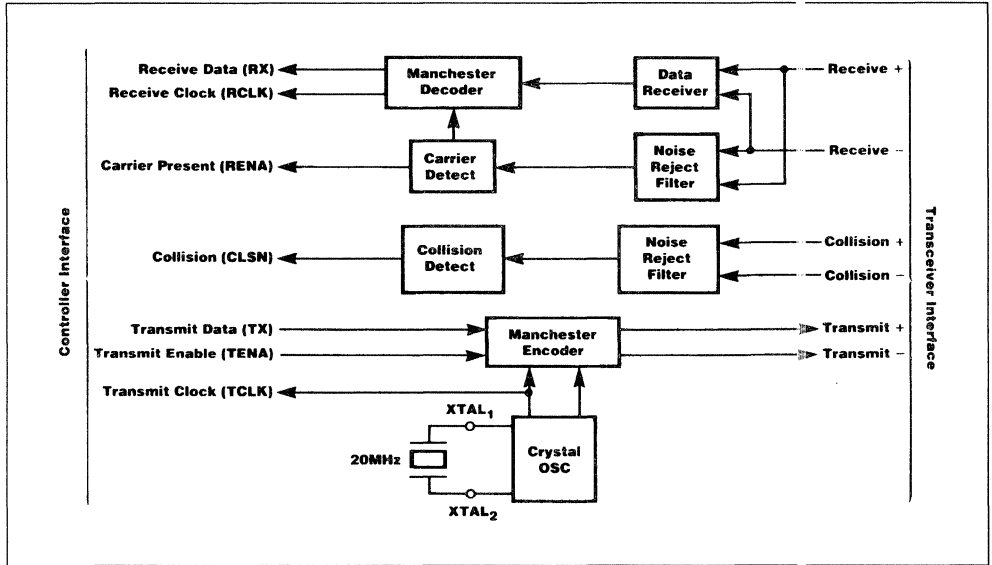 Controller Interface
Receive Data (RX)
Receive Clock (RCLK)
Carrier Present (RENA)
Collision (CLSN)
Transmit Data (TX)
Transmit Enable (TENA)
Transmit Clock (TCLK)
Manchester
Decoder
Data
Receiver
Receive +
Carrier
Detect
Noise
Reject
Filter
Receive −
Collision
Detect
Noise
Reject
Filter
Collision +
Collision −
Manchester
Encoder
Transmit +
Transmit −
XTAL1
20MHz
Crystal
OSC
XTAL2
Transceiver Interface